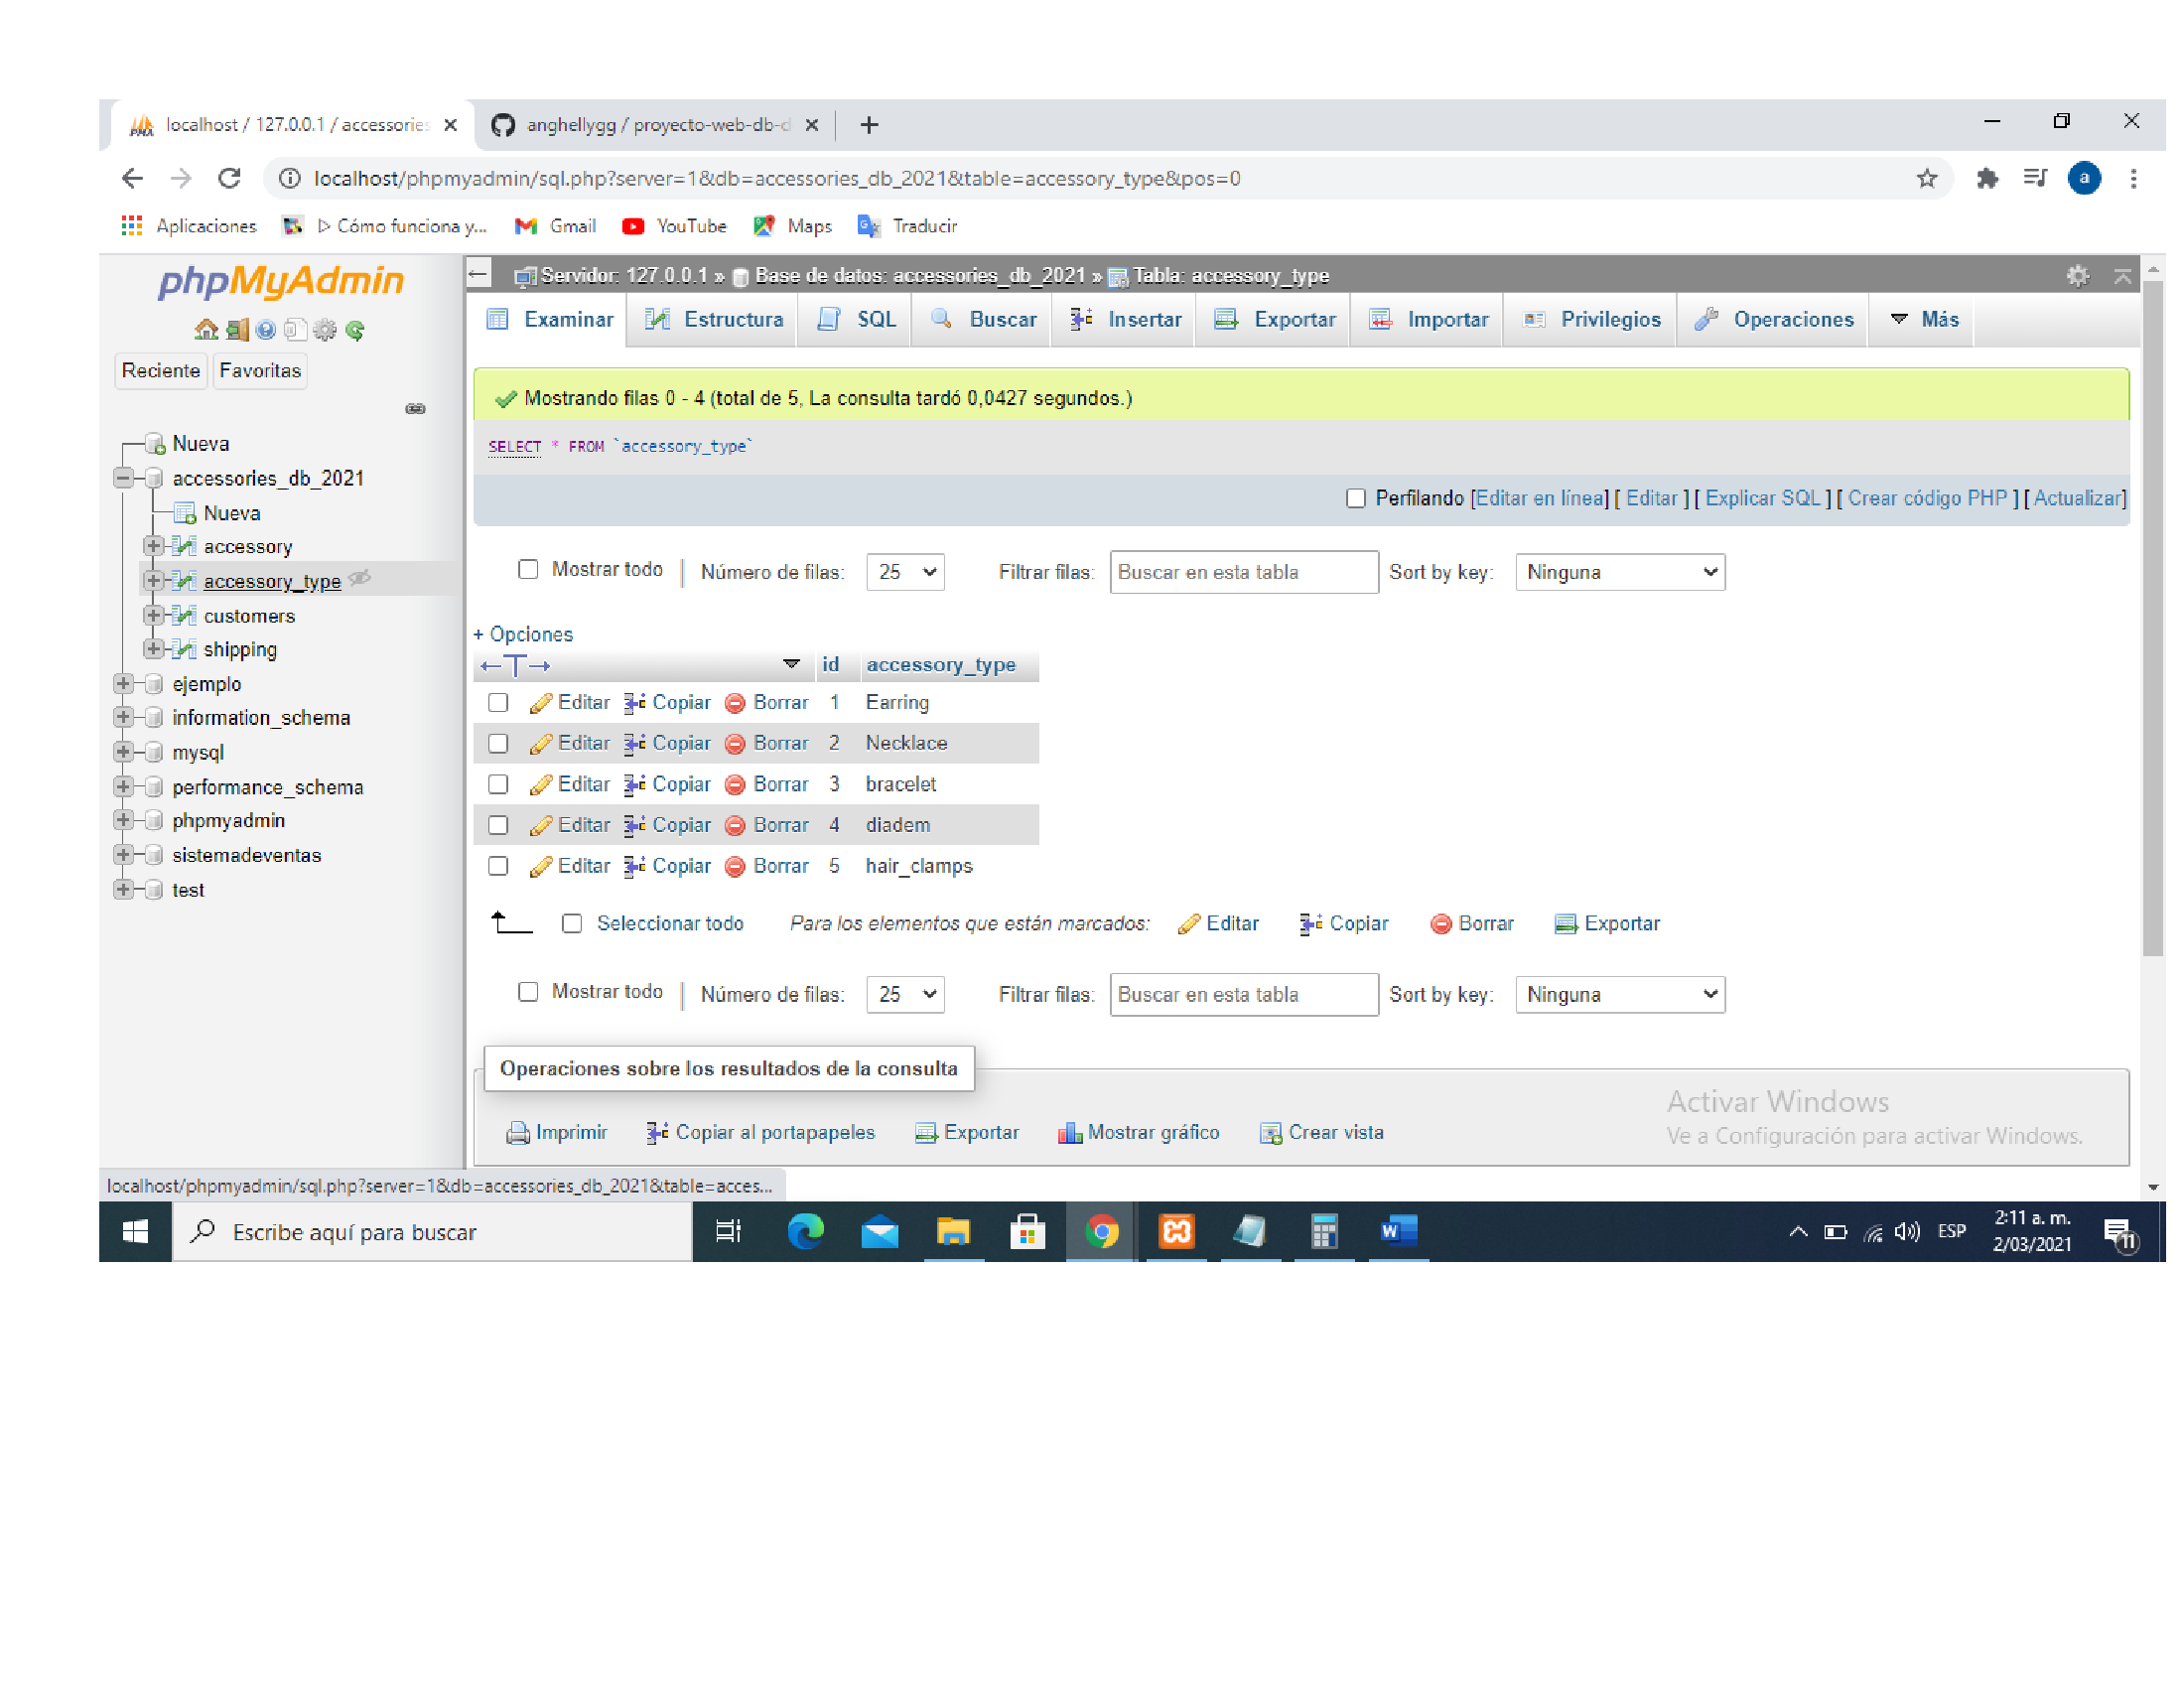 localhost / 127.0.0.1 / accessories
anghellygg / proyecto-web-db-d
localhost/phpmyadmin/sql.php?server=1&db=accessories_db_2021&table=accessory_type&pos=0
a
Aplicaciones ▷ Cómo funciona y... Gmail YouTube Maps Traducir
phpMyAdmin
Reciente Favoritas
Nueva
accessories_db_2021
Nueva
accessory
accessory_type
customers
shipping
ejemplo
information_schema
mysql
performance_schema
phpmyadmin
sistemadeventas
test
Servidor: 127.0.0.1 » Base de datos: accessories_db_2021 » Tabla: accessory_type
Examinar Estructura SQL Buscar Insertar Exportar Importar Privilegios Operaciones Más
Mostrando filas 0 - 4 (total de 5, La consulta tardó 0,0427 segundos.)
SELECT * FROM `accessory_type`
Perfilando [Editar en línea] [ Editar ] [ Explicar SQL ] [ Crear código PHP ] [ Actualizar]
Mostrar todo | Número de filas: 25 Filtrar filas: Buscar en esta tabla Sort by key: Ninguna
+ Opciones
←T→ id accessory_type
Editar Copiar Borrar 1 Earring
Editar Copiar Borrar 2 Necklace
Editar Copiar Borrar 3 bracelet
Editar Copiar Borrar 4 diadem
Editar Copiar Borrar 5 hair_clamps
Seleccionar todo Para los elementos que están marcados: Editar Copiar Borrar Exportar
Mostrar todo | Número de filas: 25 Filtrar filas: Buscar en esta tabla Sort by key: Ninguna
Operaciones sobre los resultados de la consulta
Imprimir Copiar al portapapeles Exportar Mostrar gráfico Crear vista
Activar Windows
Ve a Configuración para activar Windows.
localhost/phpmyadmin/sql.php?server=1&db=accessories_db_2021&table=acces...
Escribe aquí para buscar
ESP
2:11 a. m.
2/03/2021
11